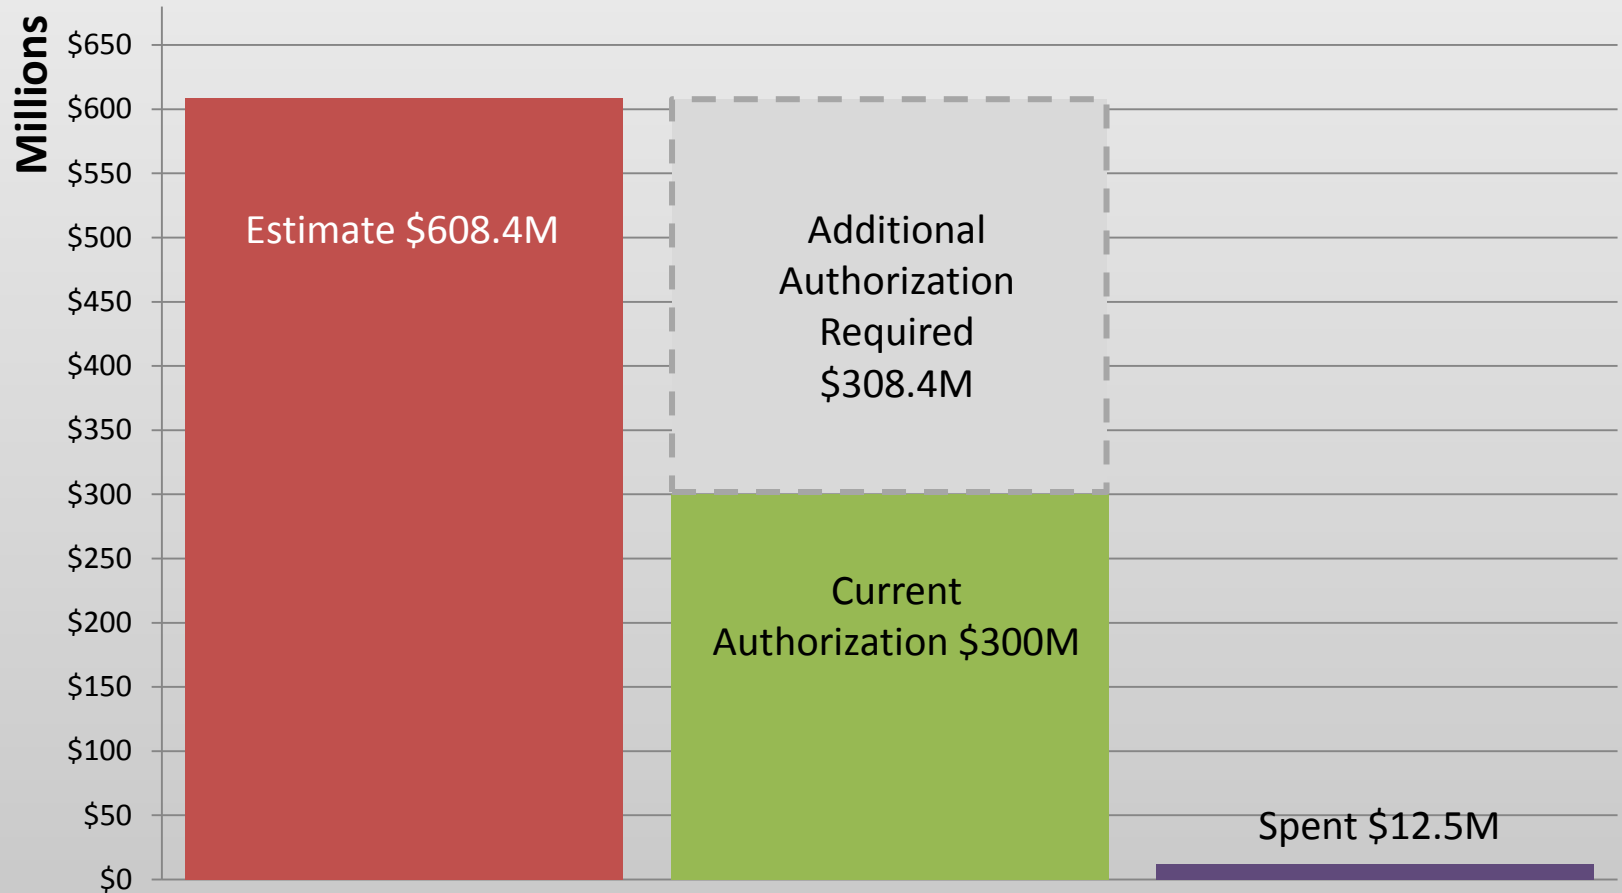 Millions
$650
$600
$550
$500
$450
$400
$350
$300
$250
$200
$150
$100
$50
$0
Estimate $608.4M
Additional
Authorization
Required
$308.4M
Current
Authorization $300M
Spent $12.5M